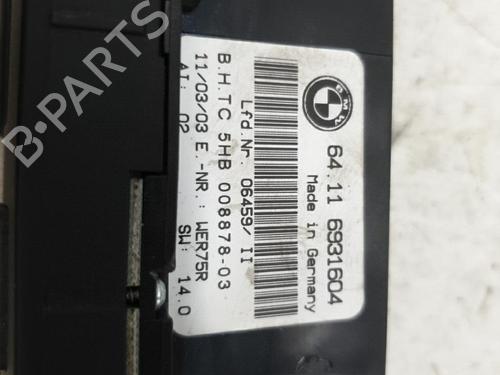 BMW
64.11 6931604
Made in Germany
Lfd.Nr. 06459/ II
B.H.TC 5HB 008878-03
11/03/03 E.-NR.: WER75R
AI: 02 SW: 14.0
B-Parts